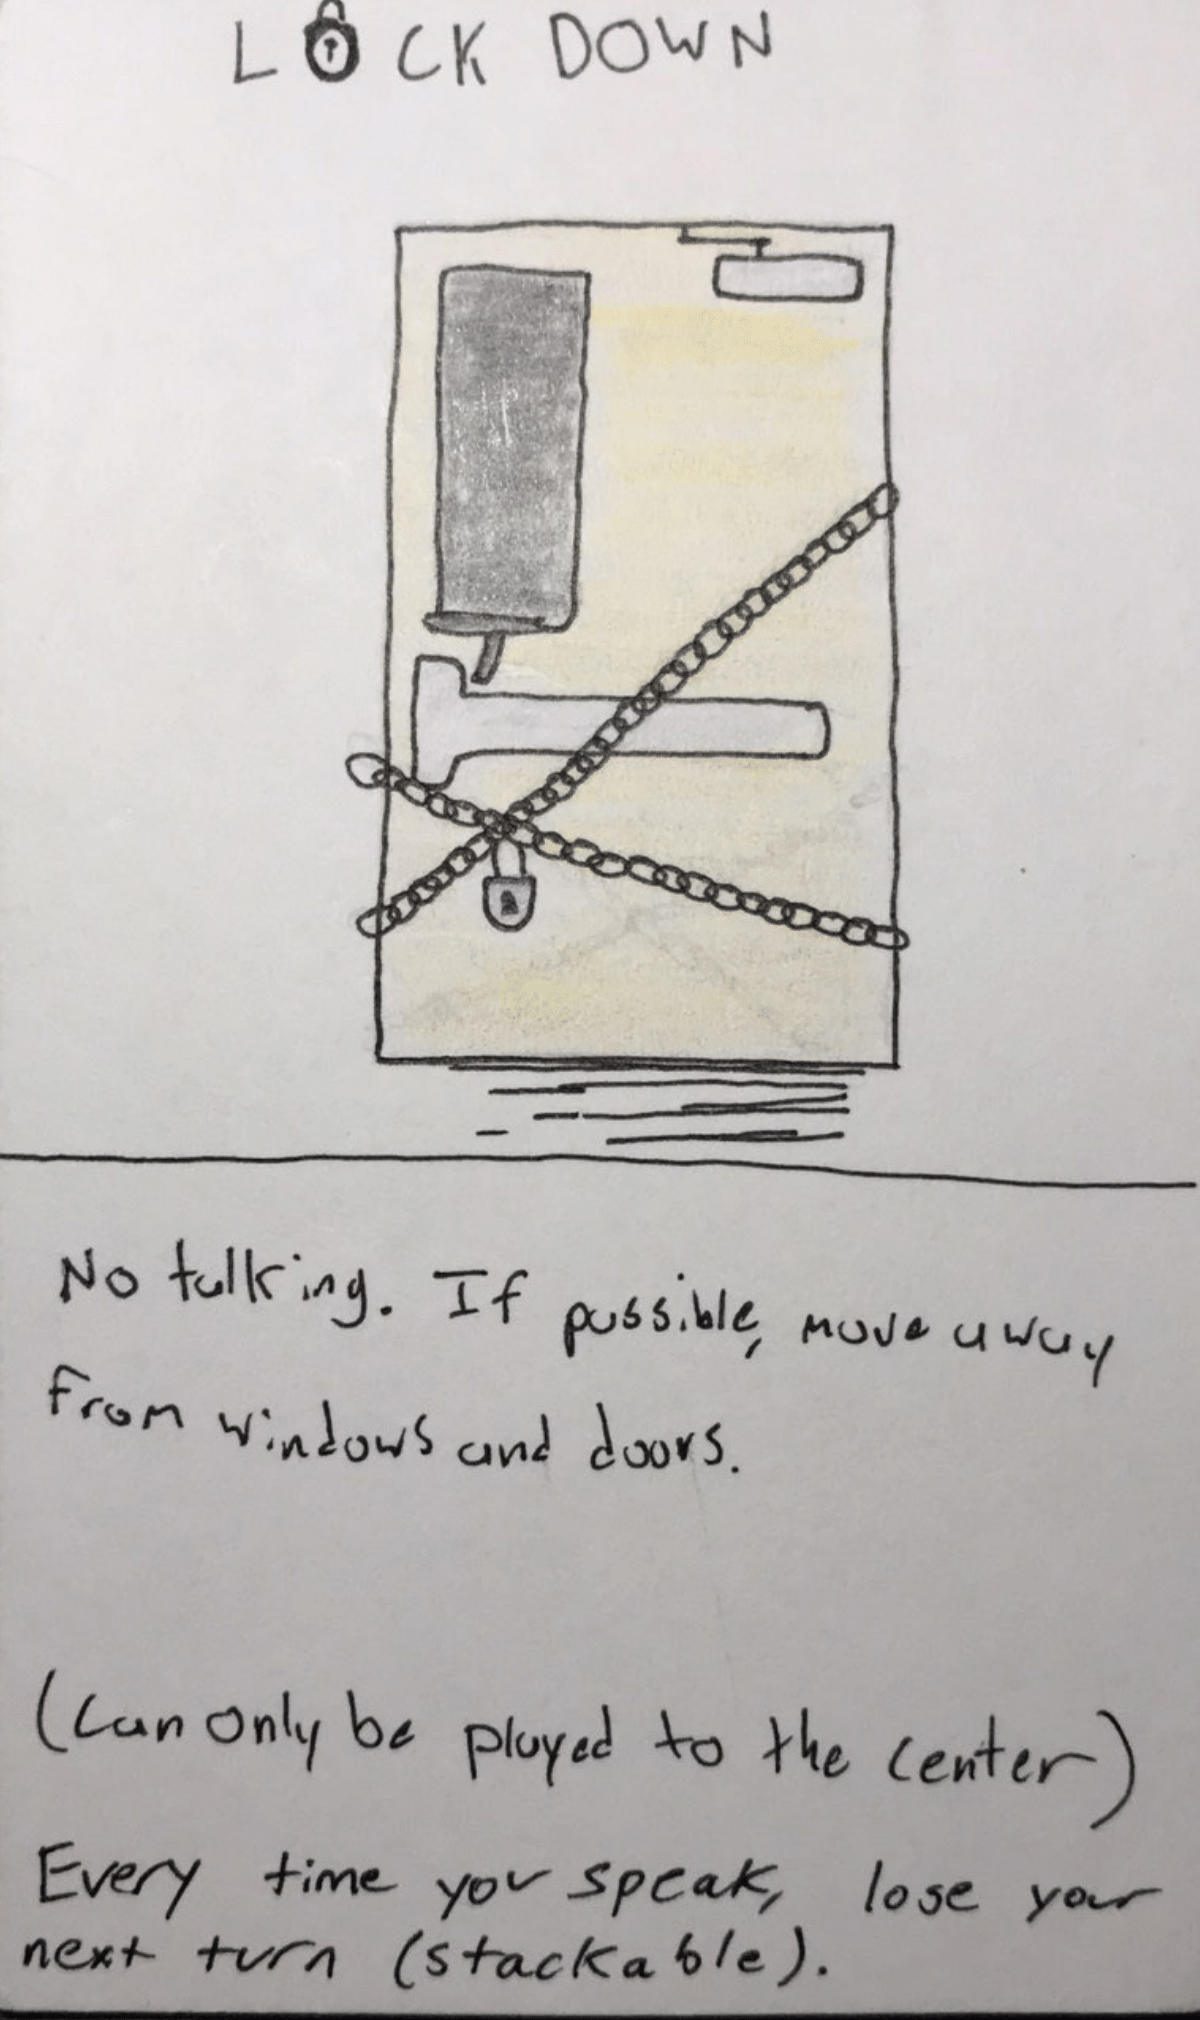 LOCK DOWN
No talking. If possible, move away
from windows and doors.
(Can only be played to the center)
Every time you speak, lose your
next turn (stackable).